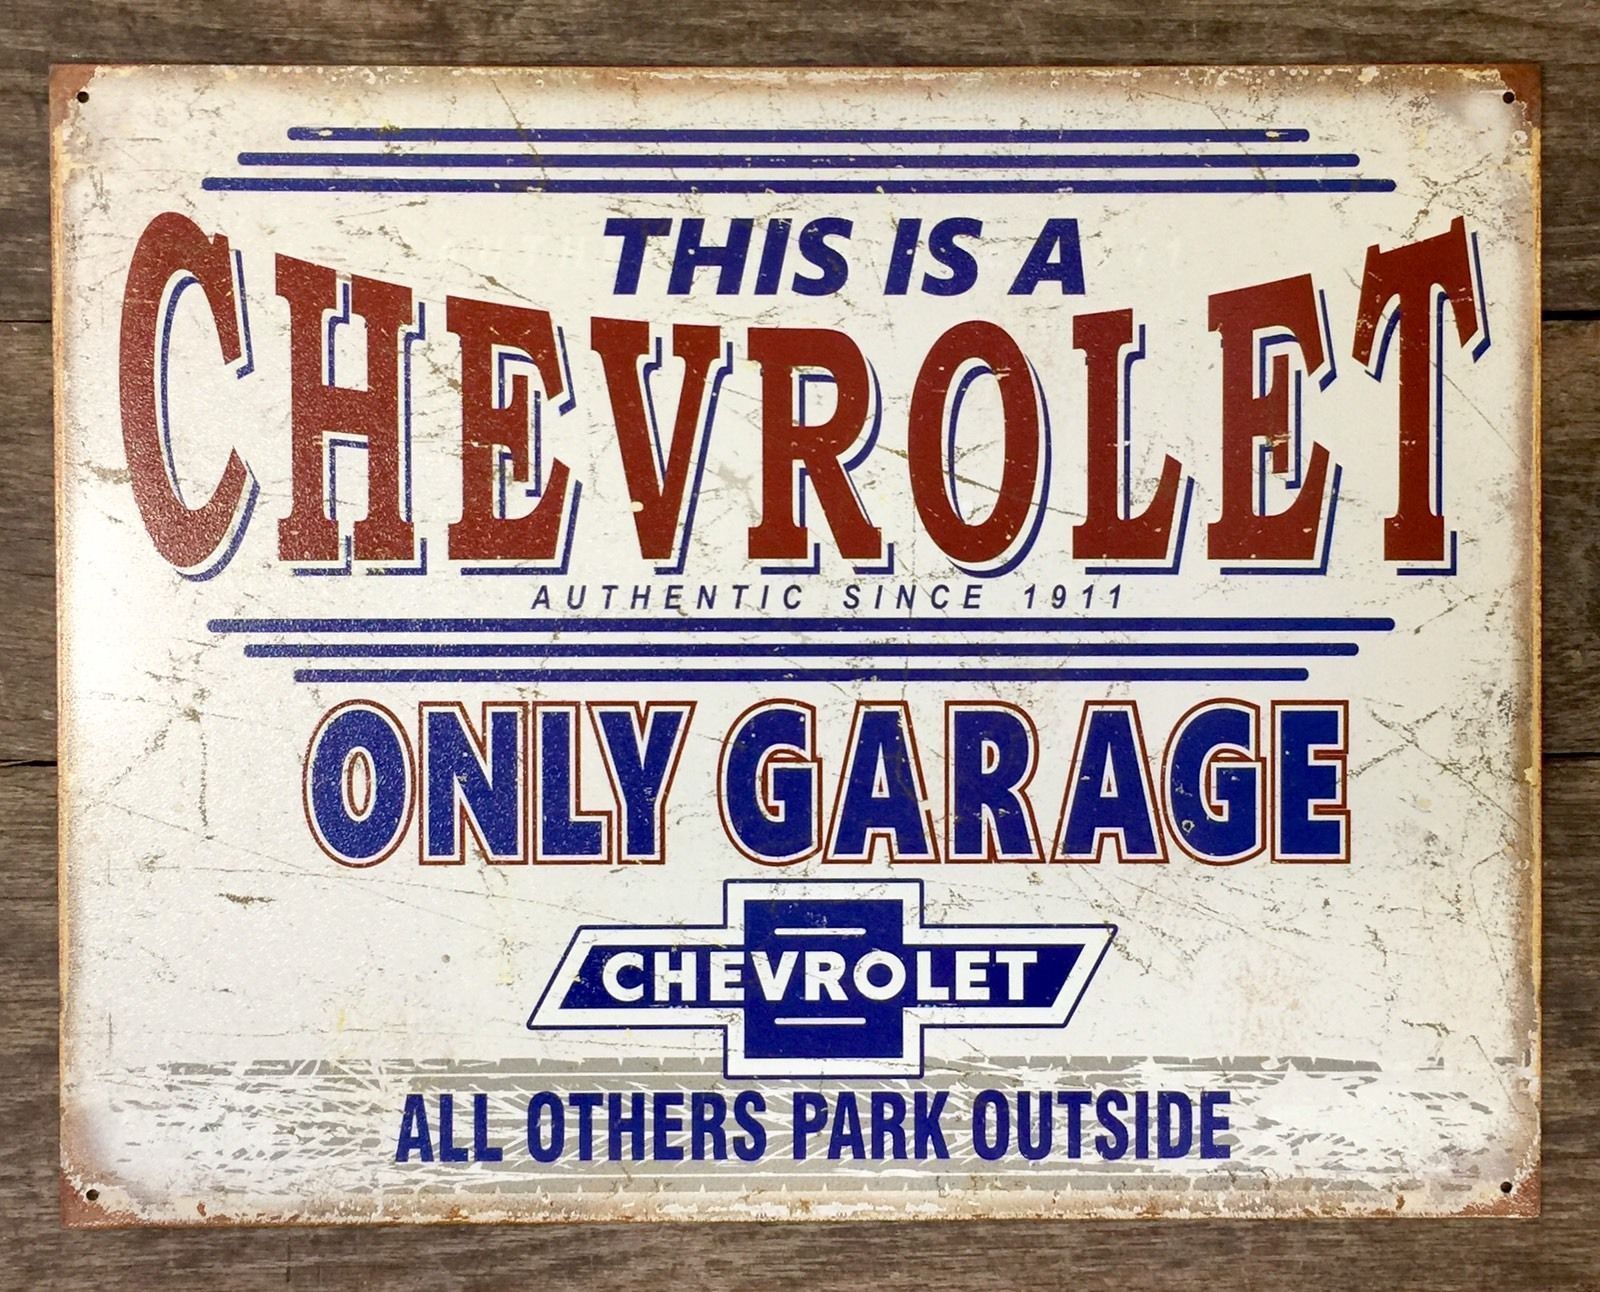 THIS IS A
CHEVROLET
AUTHENTIC SINCE 1911
ONLY GARAGE
CHEVROLET
ALL OTHERS PARK OUTSIDE